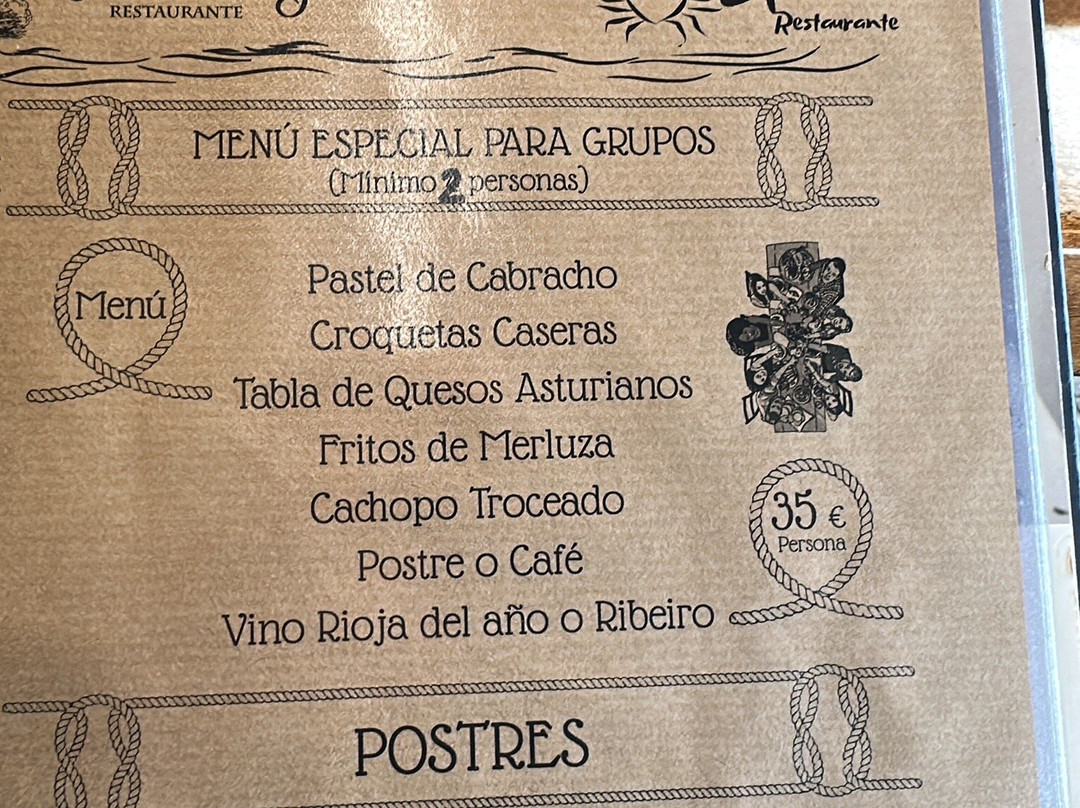 RESTAURANTE
Restaurante
MENÚ ESPECIAL PARA GRUPOS
(Mínimo 2 personas)
Menú
Pastel de Cabracho
Croquetas Caseras
Tabla de Quesos Asturianos
Fritos de Merluza
Cachopo Troceado
Postre o Café
Vino Rioja del año o Ribeiro
35 €
Persona
POSTRES